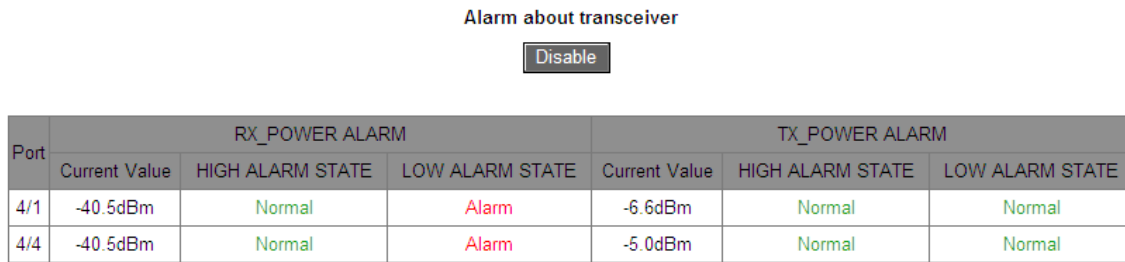 Alarm about transceiver
Disable
Port RX_POWER ALARM TX_POWER ALARM
Current Value HIGH ALARM STATE LOW ALARM STATE Current Value HIGH ALARM STATE LOW ALARM STATE
4/1 -40.5dBm Normal Alarm -6.6dBm Normal Normal
4/4 -40.5dBm Normal Alarm -5.0dBm Normal Normal